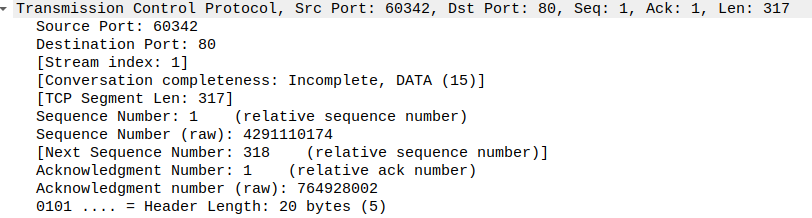 Transmission Control Protocol, Src Port: 60342, Dst Port: 80, Seq: 1, Ack: 1, Len: 317
Source Port: 60342
Destination Port: 80
[Stream index: 1]
[Conversation completeness: Incomplete, DATA (15)]
[TCP Segment Len: 317]
Sequence Number: 1    (relative sequence number)
Sequence Number (raw): 4291110174
[Next Sequence Number: 318    (relative sequence number)]
Acknowledgment Number: 1    (relative ack number)
Acknowledgment number (raw): 764928002
0101 .... = Header Length: 20 bytes (5)